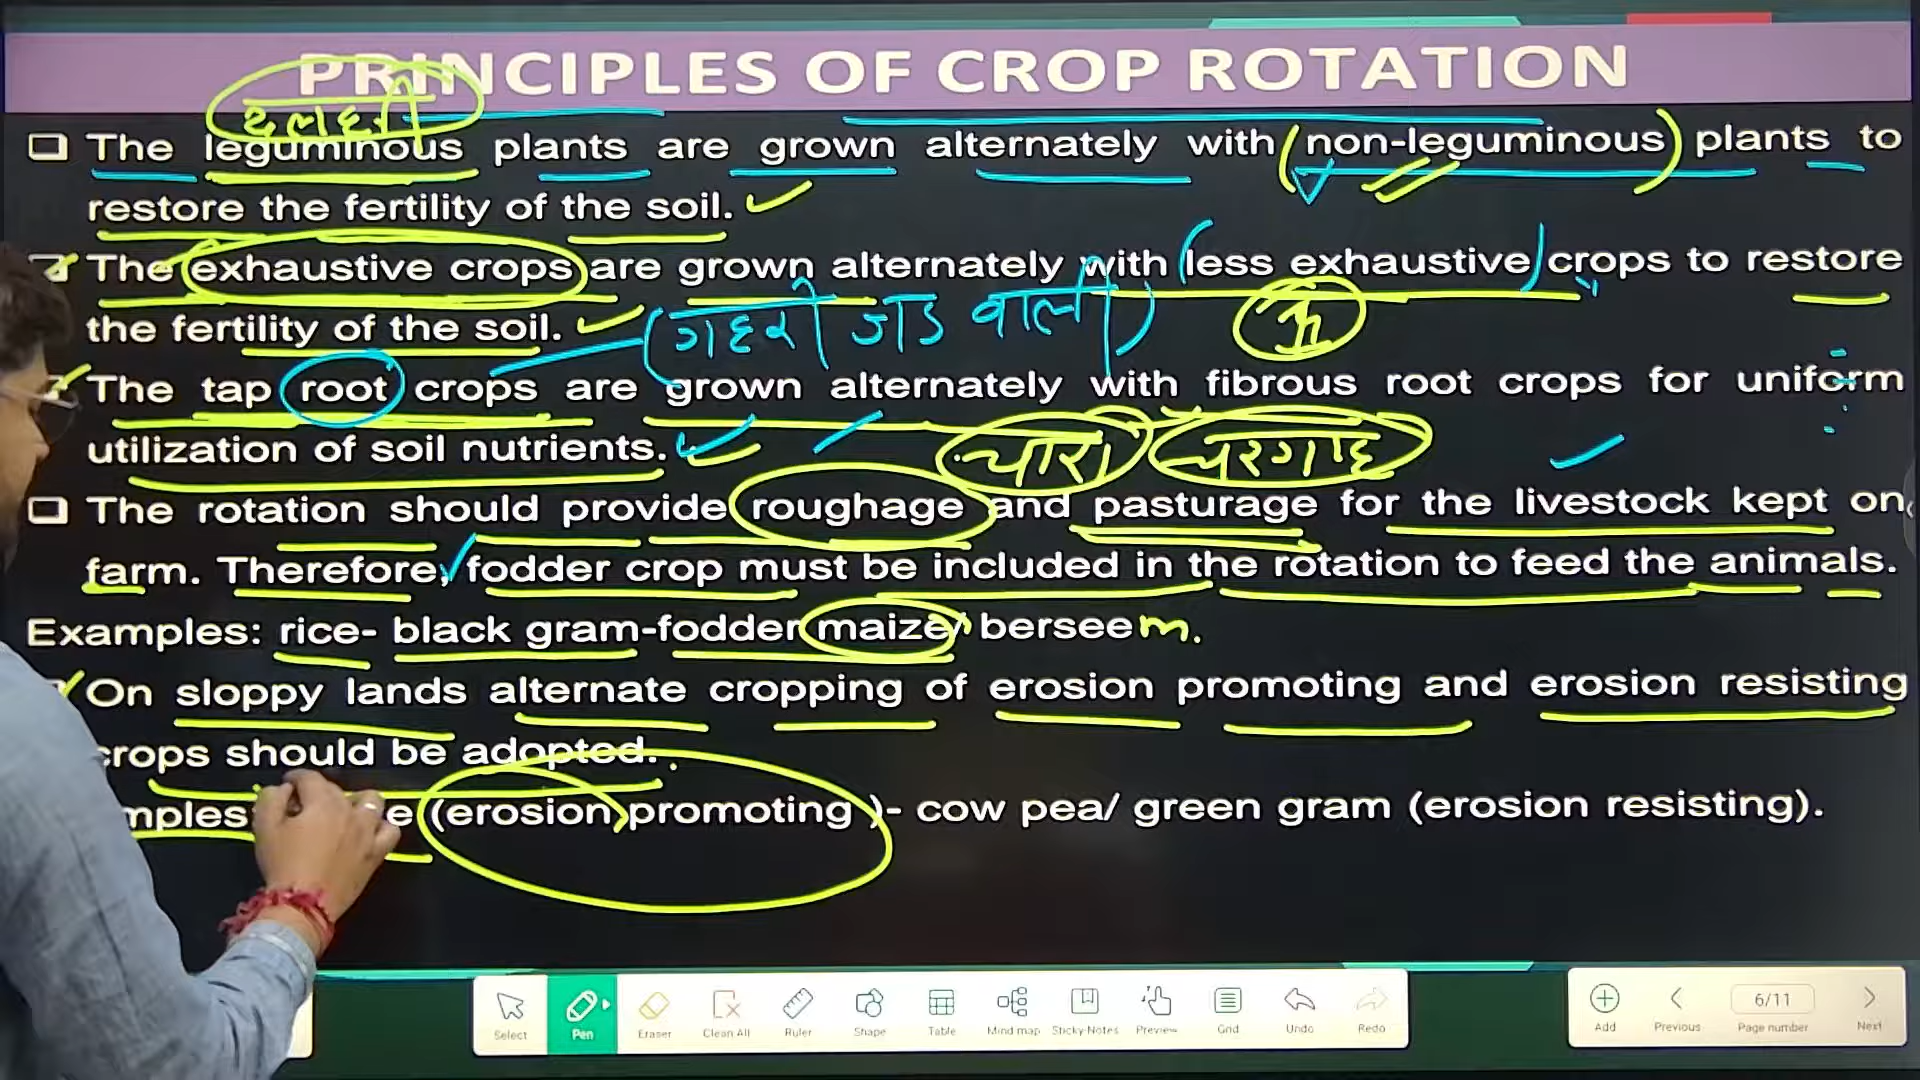 PRINCIPLES OF CROP ROTATION
दलहनी
The leguminous plants are grown alternately with (non-leguminous) plants to
restore the fertility of the soil.
The exhaustive crops are grown alternately with (less exhaustive) crops to restore
the fertility of the soil.
(गहरी जड वाली)
The tap root crops are grown alternately with fibrous root crops for uniform
utilization of soil nutrients.
चारा चरगाह
The rotation should provide roughage and pasturage for the livestock kept on
farm. Therefore, fodder crop must be included in the rotation to feed the animals.
Examples: rice- black gram-fodder maize/ berseem.
On sloppy lands alternate cropping of erosion promoting and erosion resisting
crops should be adopted.
(erosion promoting )- cow pea/ green gram (erosion resisting).
Select Pen Eraser Clean All Ruler Shape Table Mind map Sticky Notes Preview Grid Undo Redo
Add Previous 6/11 Page number Next